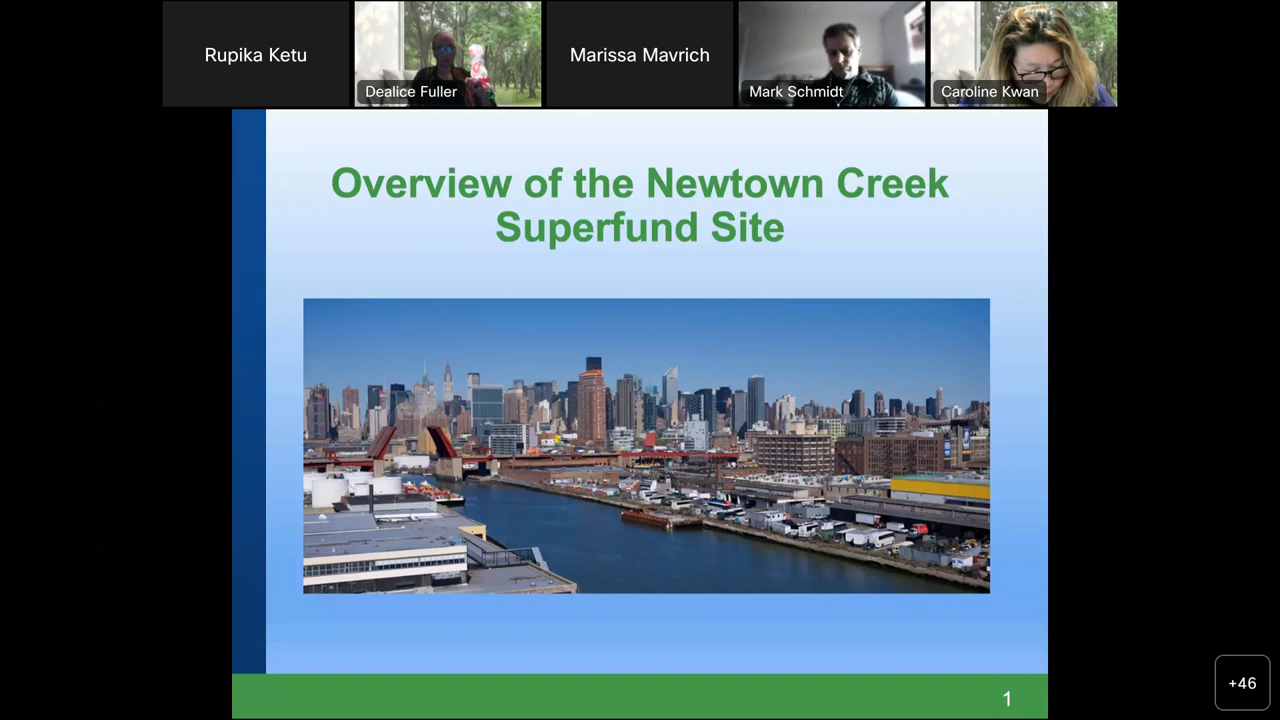 Rupika Ketu
Dealice Fuller
Marissa Mavrich
Mark Schmidt
Caroline Kwan
Overview of the Newtown Creek
Superfund Site
1
+46